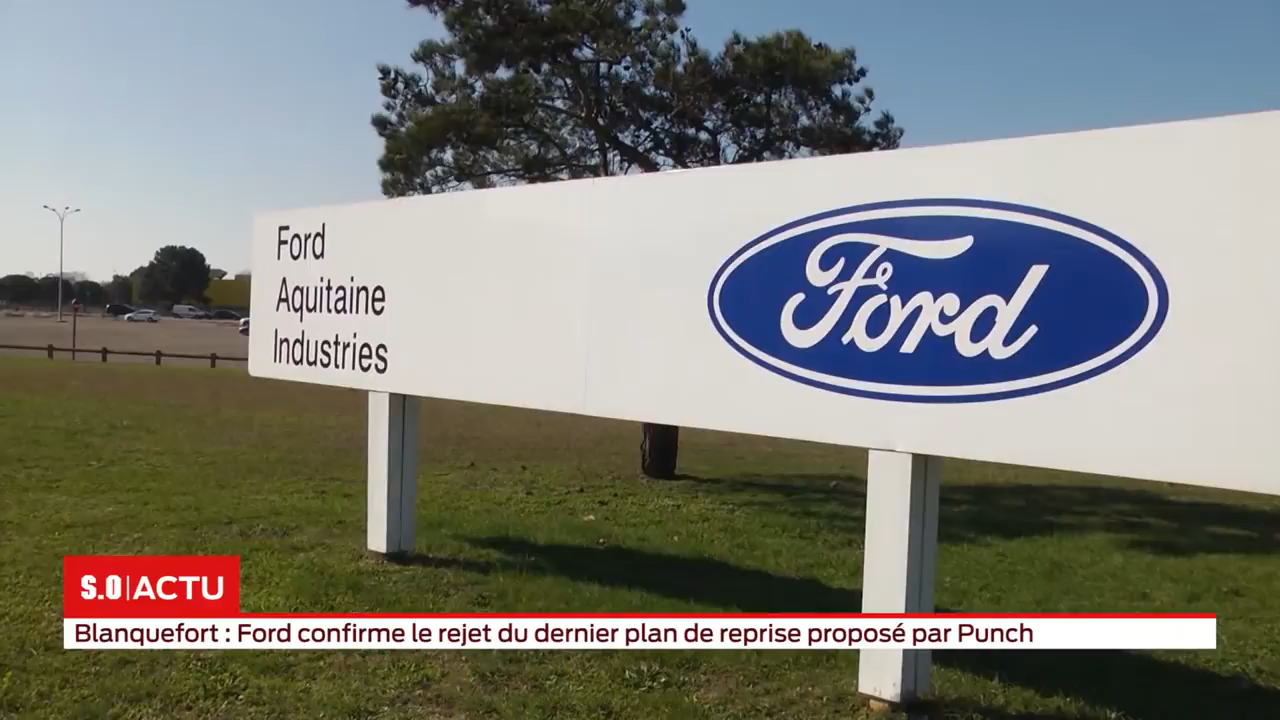 Ford
Aquitaine
Industries
Ford
S.O|ACTU
Blanquefort : Ford confirme le rejet du dernier plan de reprise proposé par Punch